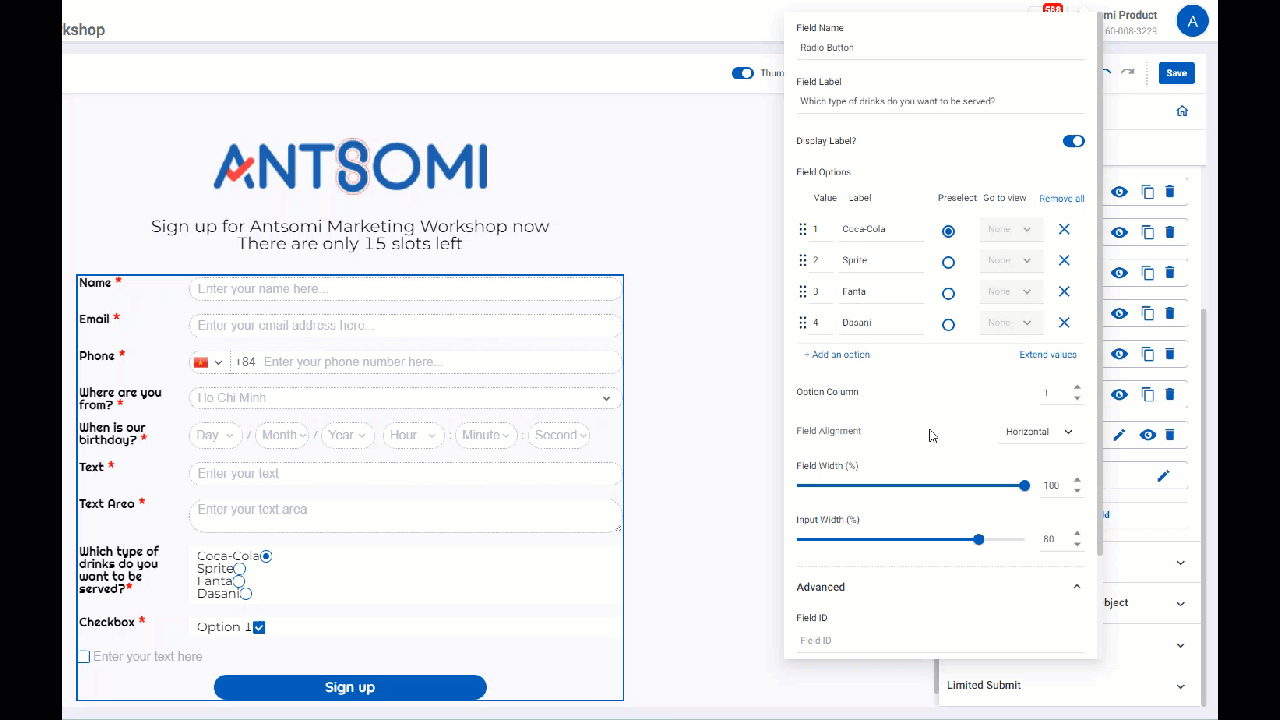 kshop
mi Product
60-008-3229
A
Save
ANTSOMI
Sign up for Antsomi Marketing Workshop now
There are only 15 slots left
Name *
Enter your name here...
Email *
Enter your email address here...
Phone *
+84
Enter your phone number here...
Where are you
from? *
Ho Chi Minh
When is our
birthday? *
Day / Month / Year Hour : Minute : Second
Text *
Enter your text
Text Area *
Enter your text area
Which type of
drinks do you
want to be
served?*
Coca-Cola
Sprite
Fanta
Dasani
Checkbox *
Option 1
Enter your text here
Sign up
Field Name
Radio Button
Field Label
Which type of drinks do you want to be served?
Display Label?
Field Options
Value Label Preselect Go to view Remove all
1 Coca-Cola None
2 Sprite None
3 Fanta None
4 Dasani None
+ Add an option Extend values
Option Column 1
Field Alignment Horizontal
Field Width (%)
100
Input Width (%)
80
Advanced
Field ID
Field ID
ld
bject
Limited Submit